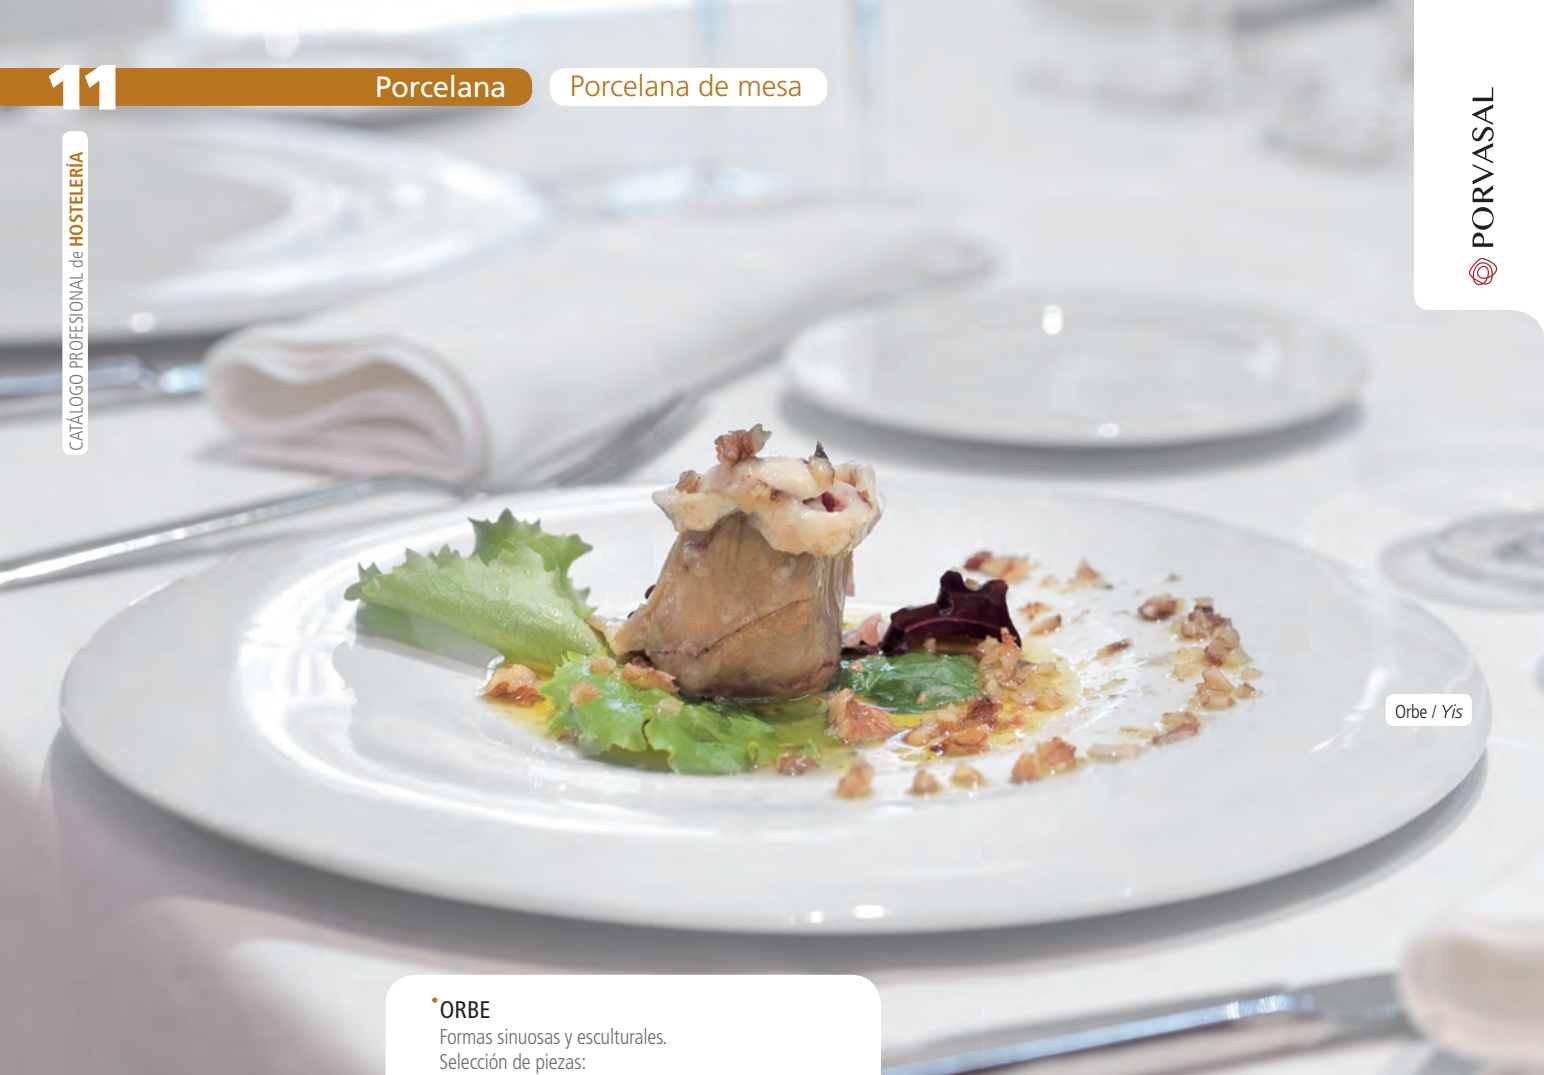 11
Porcelana
Porcelana de mesa
CATÁLOGO PROFESIONAL de HOSTELERÍA
PORVASAL
Orbe / Yis
ORBE
Formas sinuosas y esculturales.
Selección de piezas: